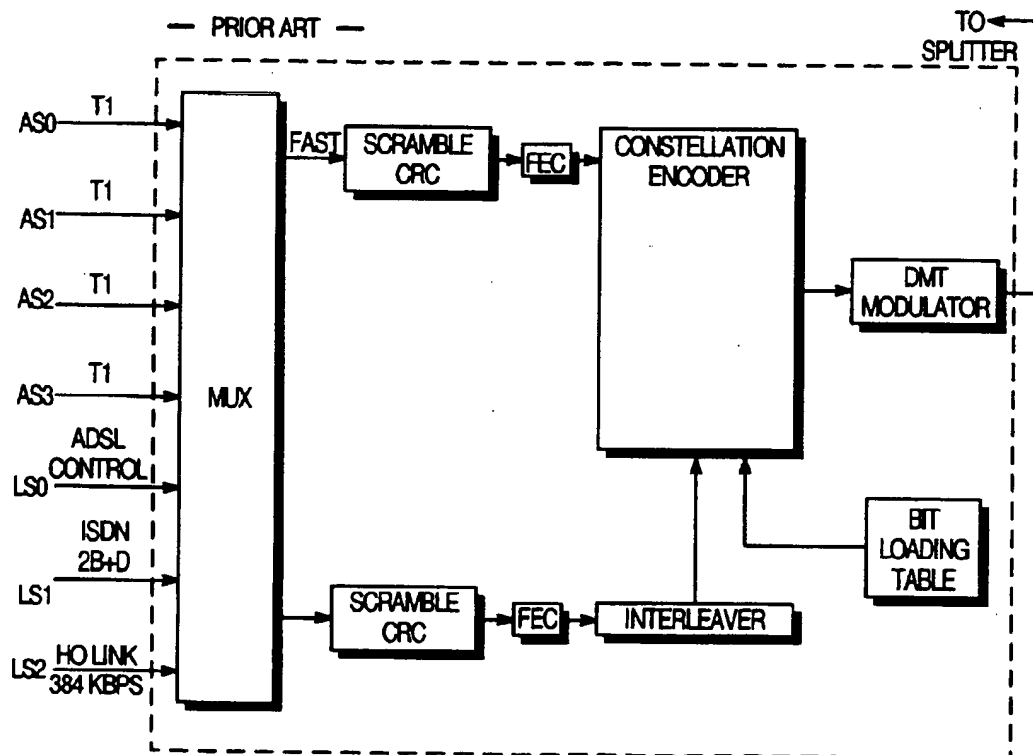 — PRIOR ART —
TO
SPLITTER
AS0
T1
AS1
T1
AS2
T1
AS3
T1
LS0
ADSL
CONTROL
LS1
ISDN
2B+D
LS2
HO LINK
384 KBPS
MUX
FAST
SCRAMBLE
CRC
FEC
CONSTELLATION
ENCODER
DMT
MODULATOR
BIT
LOADING
TABLE
SCRAMBLE
CRC
FEC
INTERLEAVER